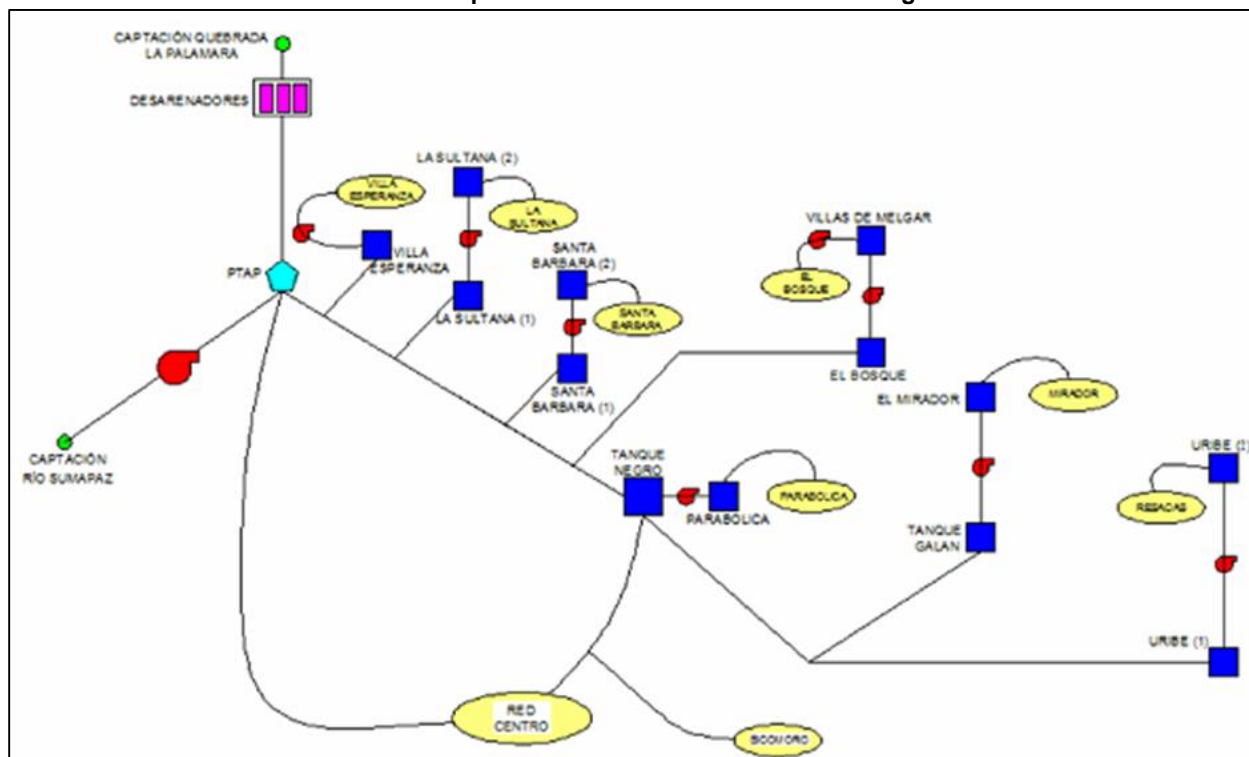 CAPTACIÓN QUEBRADA
LA PALAMARA
DESARENADORES
PTAP
CAPTACIÓN
RÍO SUMAPAZ
VILLA
ESPERANZA
VILLA
ESPERANZA
LA SULTANA (2)
LA
SULTANA
LA SULTANA (1)
SANTA
BARBARA (2)
SANTA
BARBARA
SANTA
BARBARA (1)
VILLAS DE MELGAR
EL
BOSQUE
EL BOSQUE
TANQUE
NEGRO
PARABOLICA
PARABOLICA
EL MIRADOR
MIRADOR
TANQUE
GALAN
URIBE (2)
RESACAS
URIBE (1)
RED
CENTRO
SICOMORO